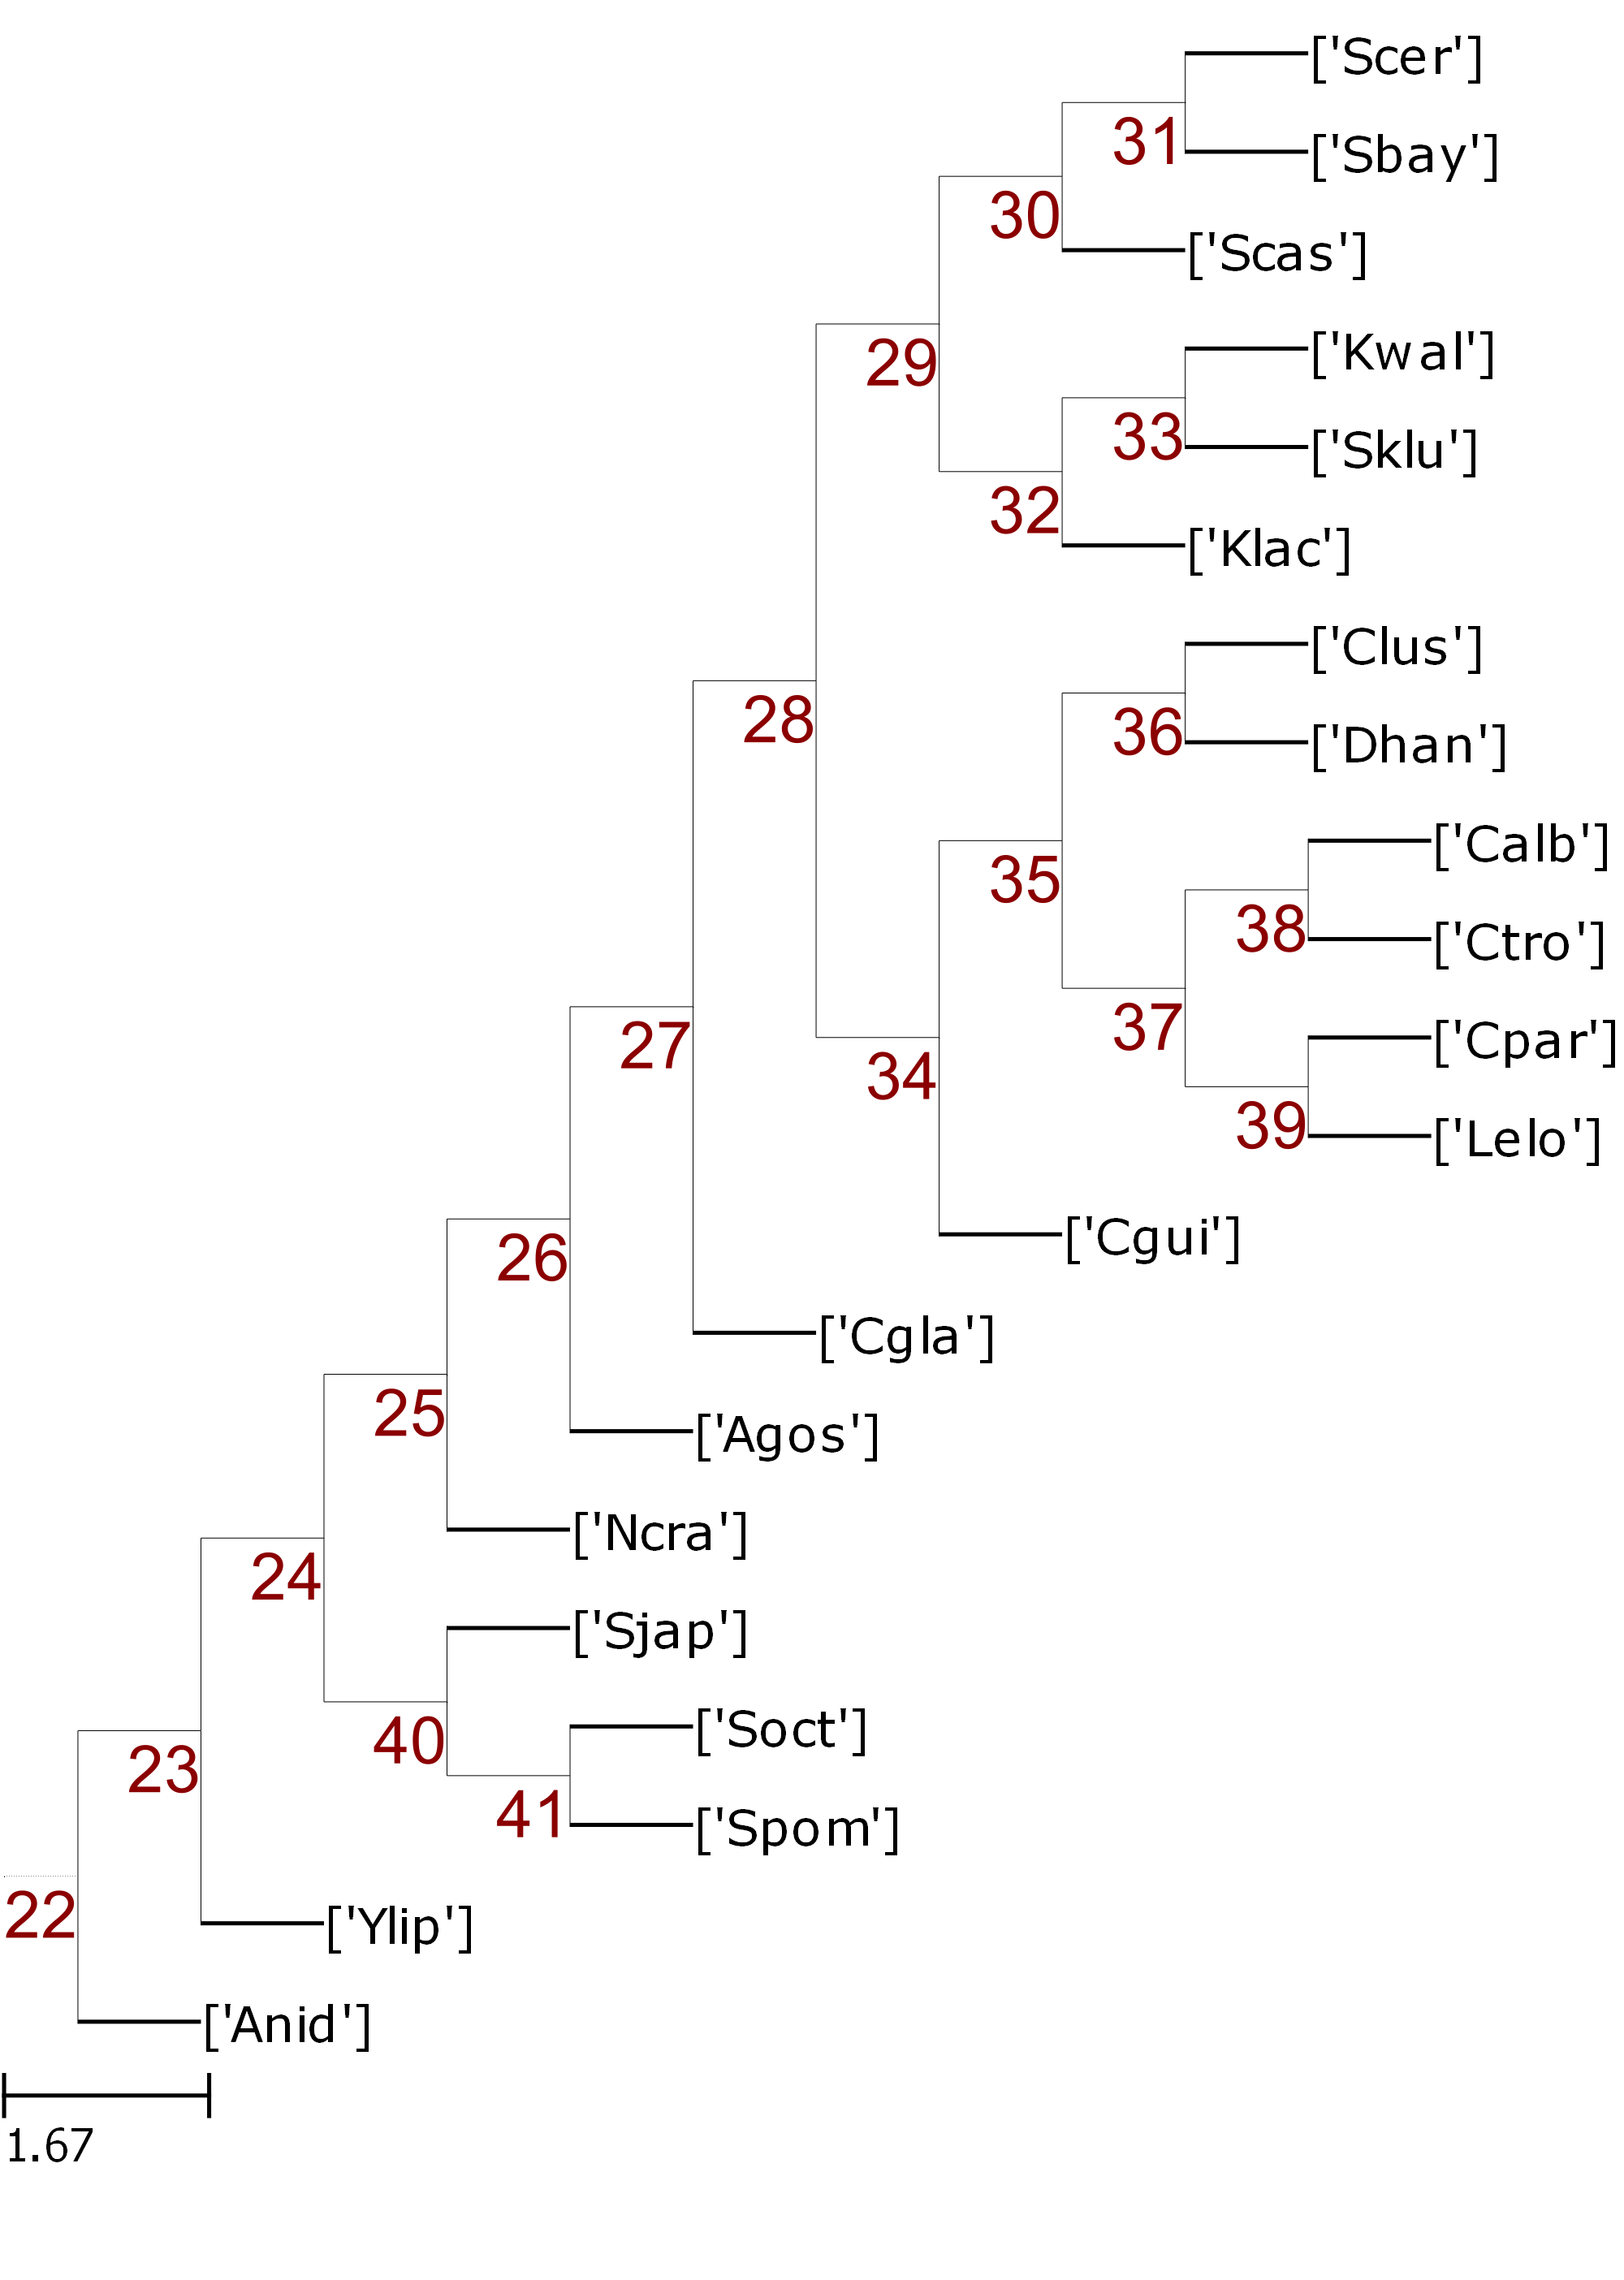 ['Scer']
31
['Sbay']
30
['Scas']
29
['Kwal']
33
['Sklu']
32
['Klac']
['Clus']
28
36
['Dhan']
['Calb']
35
38
['Ctro']
37
['Cpar']
27
34
39
['Lelo']
['Cgui']
26
['Cgla']
25
['Agos']
['Ncra']
24
['Sjap']
['Soct']
40
23
41
['Spom']
22
['Ylip']
['Anid']
1.67